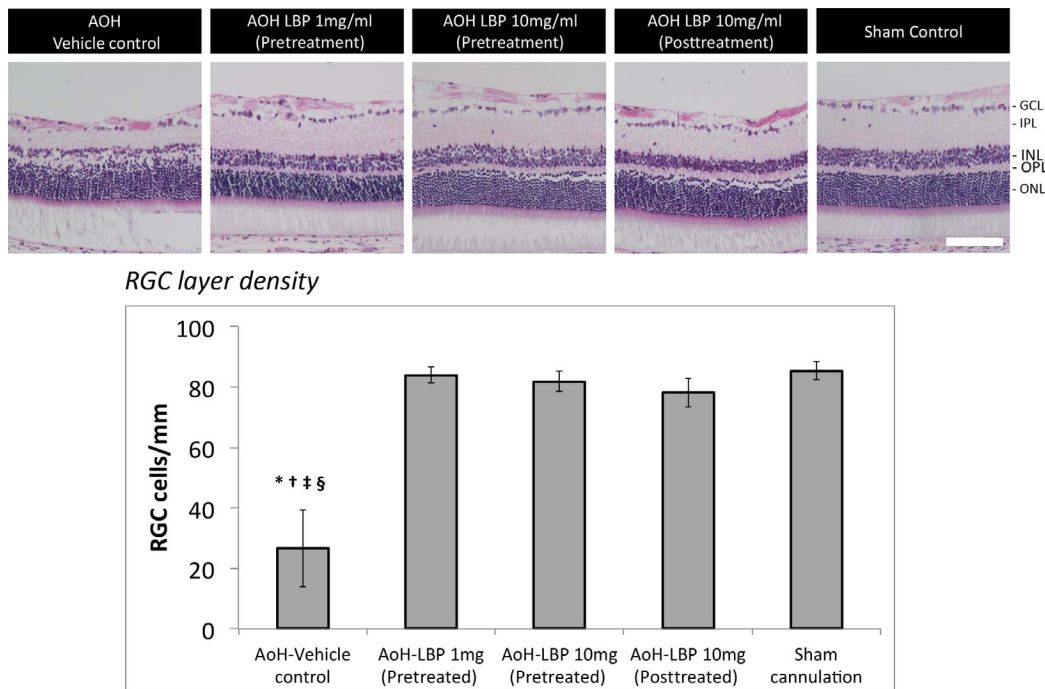 AOH
Vehicle control
AOH LBP 1mg/ml
(Pretreatment)
AOH LBP 10mg/ml
(Pretreatment)
AOH LBP 10mg/ml
(Posttreatment)
Sham Control
- GCL
- IPL
- INL
- OPL
- ONL
RGC layer density
RGC cells/mm
100
80
60
40
20
0
* † ‡ §
AoH-Vehicle
control
AoH-LBP 1mg
(Pretreated)
AoH-LBP 10mg
(Pretreated)
AoH-LBP 10mg
(Posttreated)
Sham
cannulation